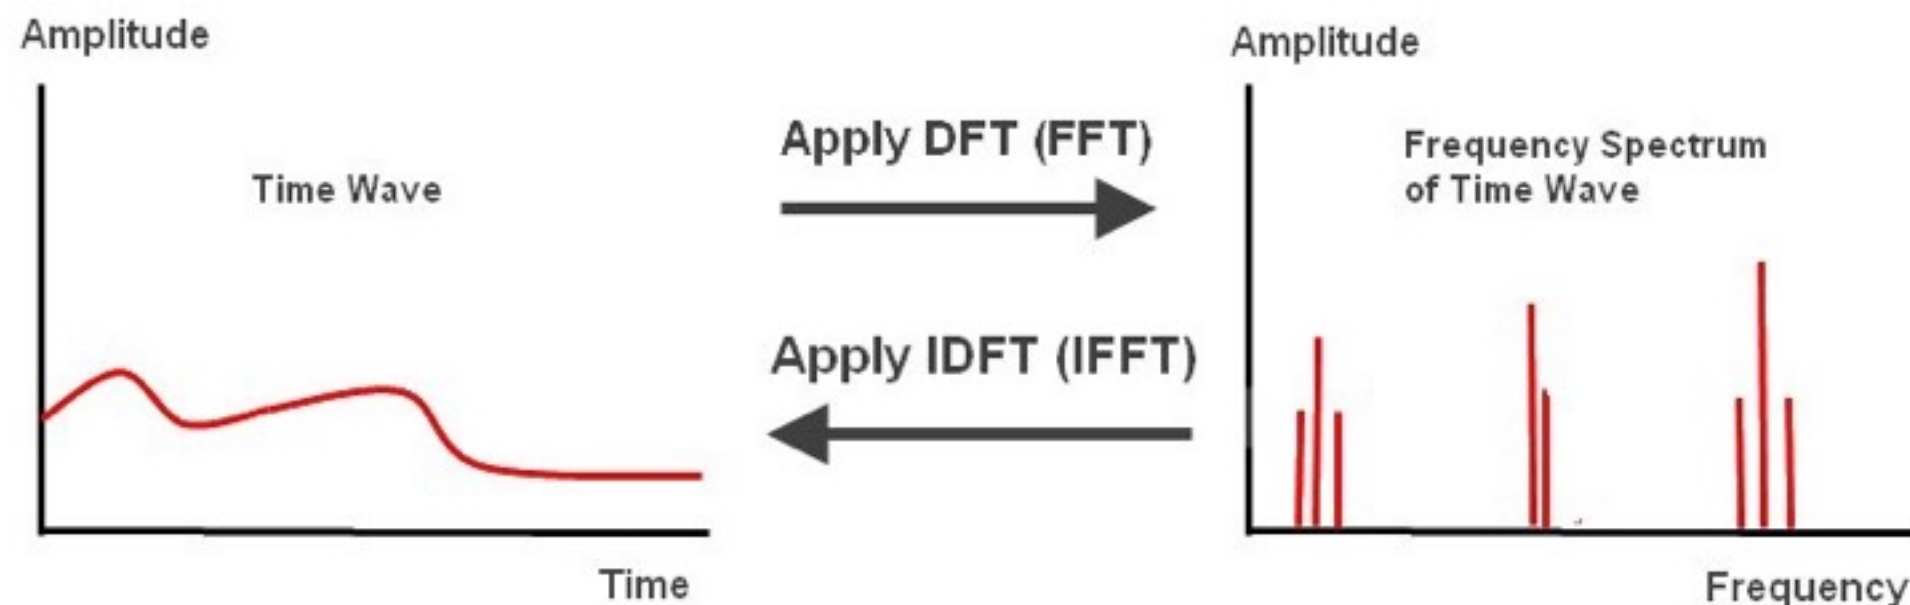 Amplitude
Time Wave
Time
Apply DFT (FFT)
Apply IDFT (IFFT)
Amplitude
Frequency Spectrum
of Time Wave
Frequency